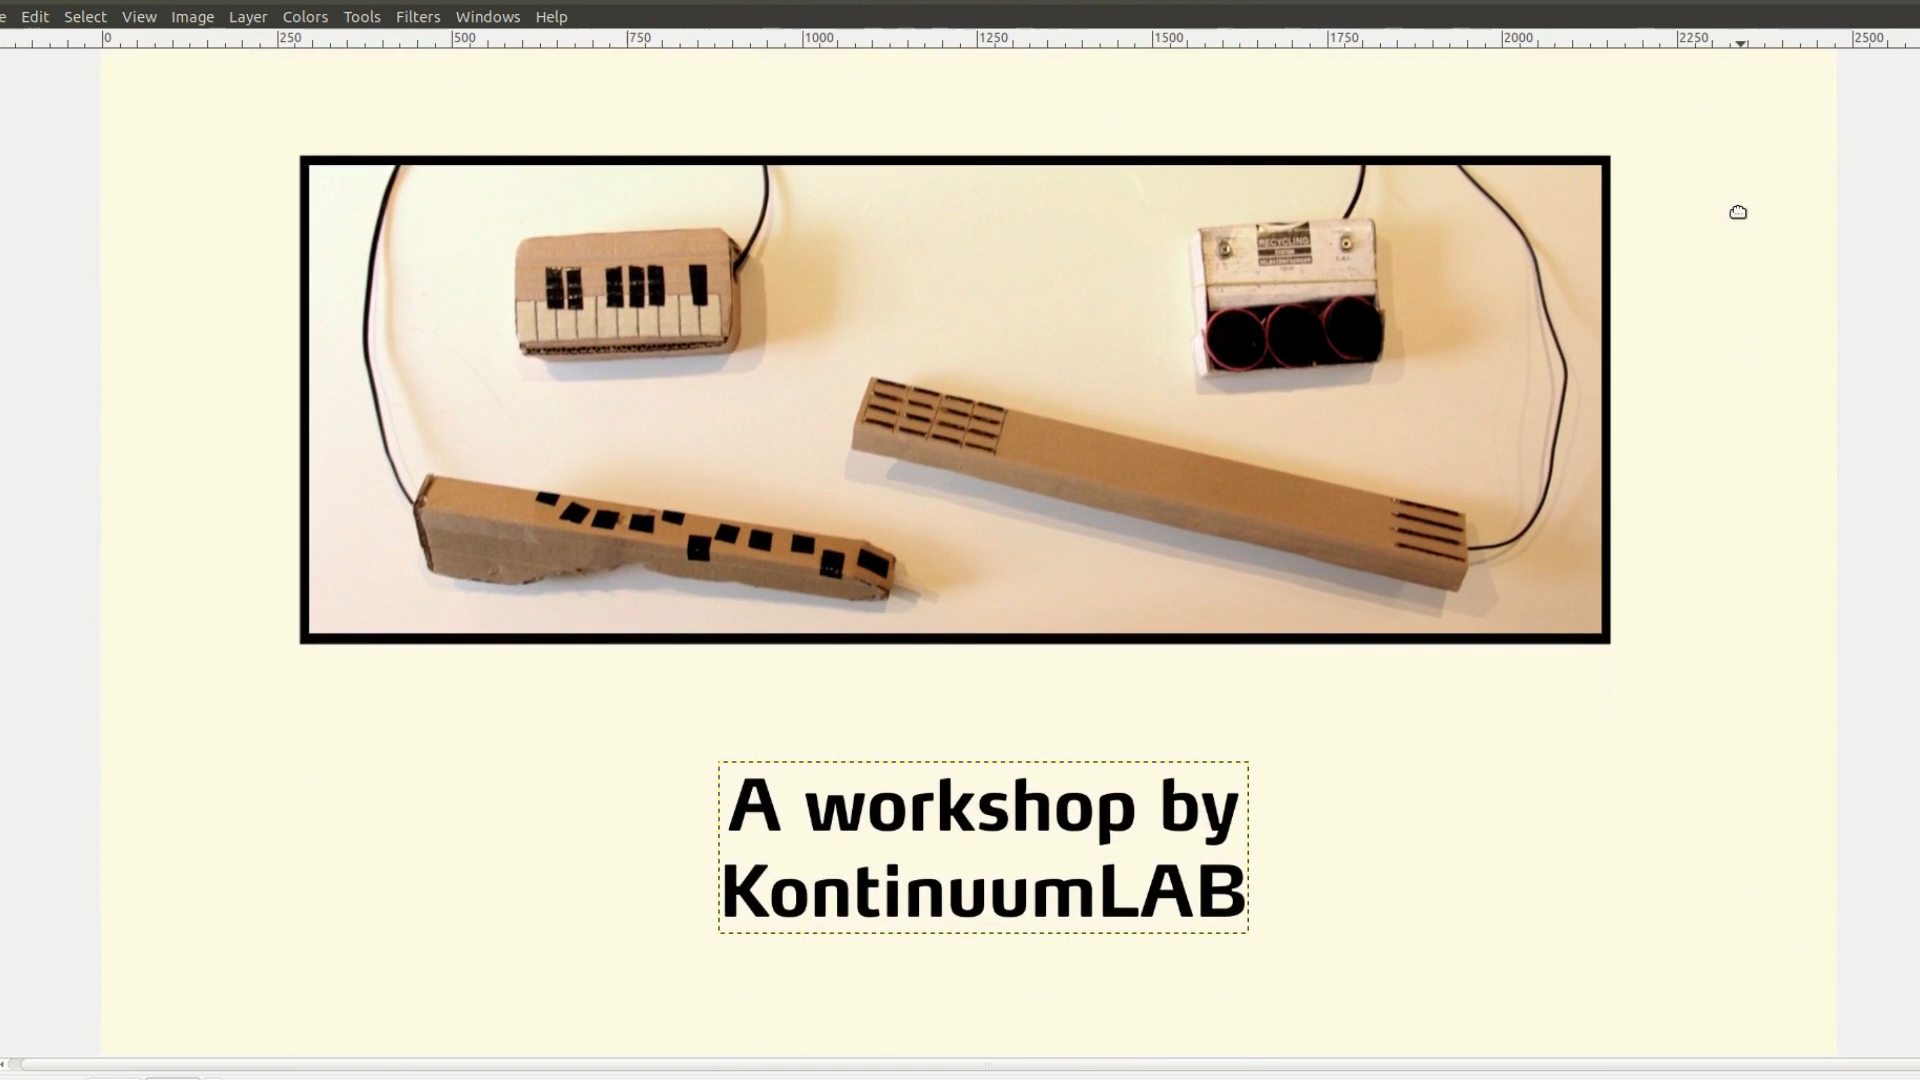 Edit Select View Image Layer Colors Tools Filters Windows Help
0 250 500 750 1000 1250 1500 1750 2000 2250 2500
RECYCLING
A workshop by
KontinuumLAB